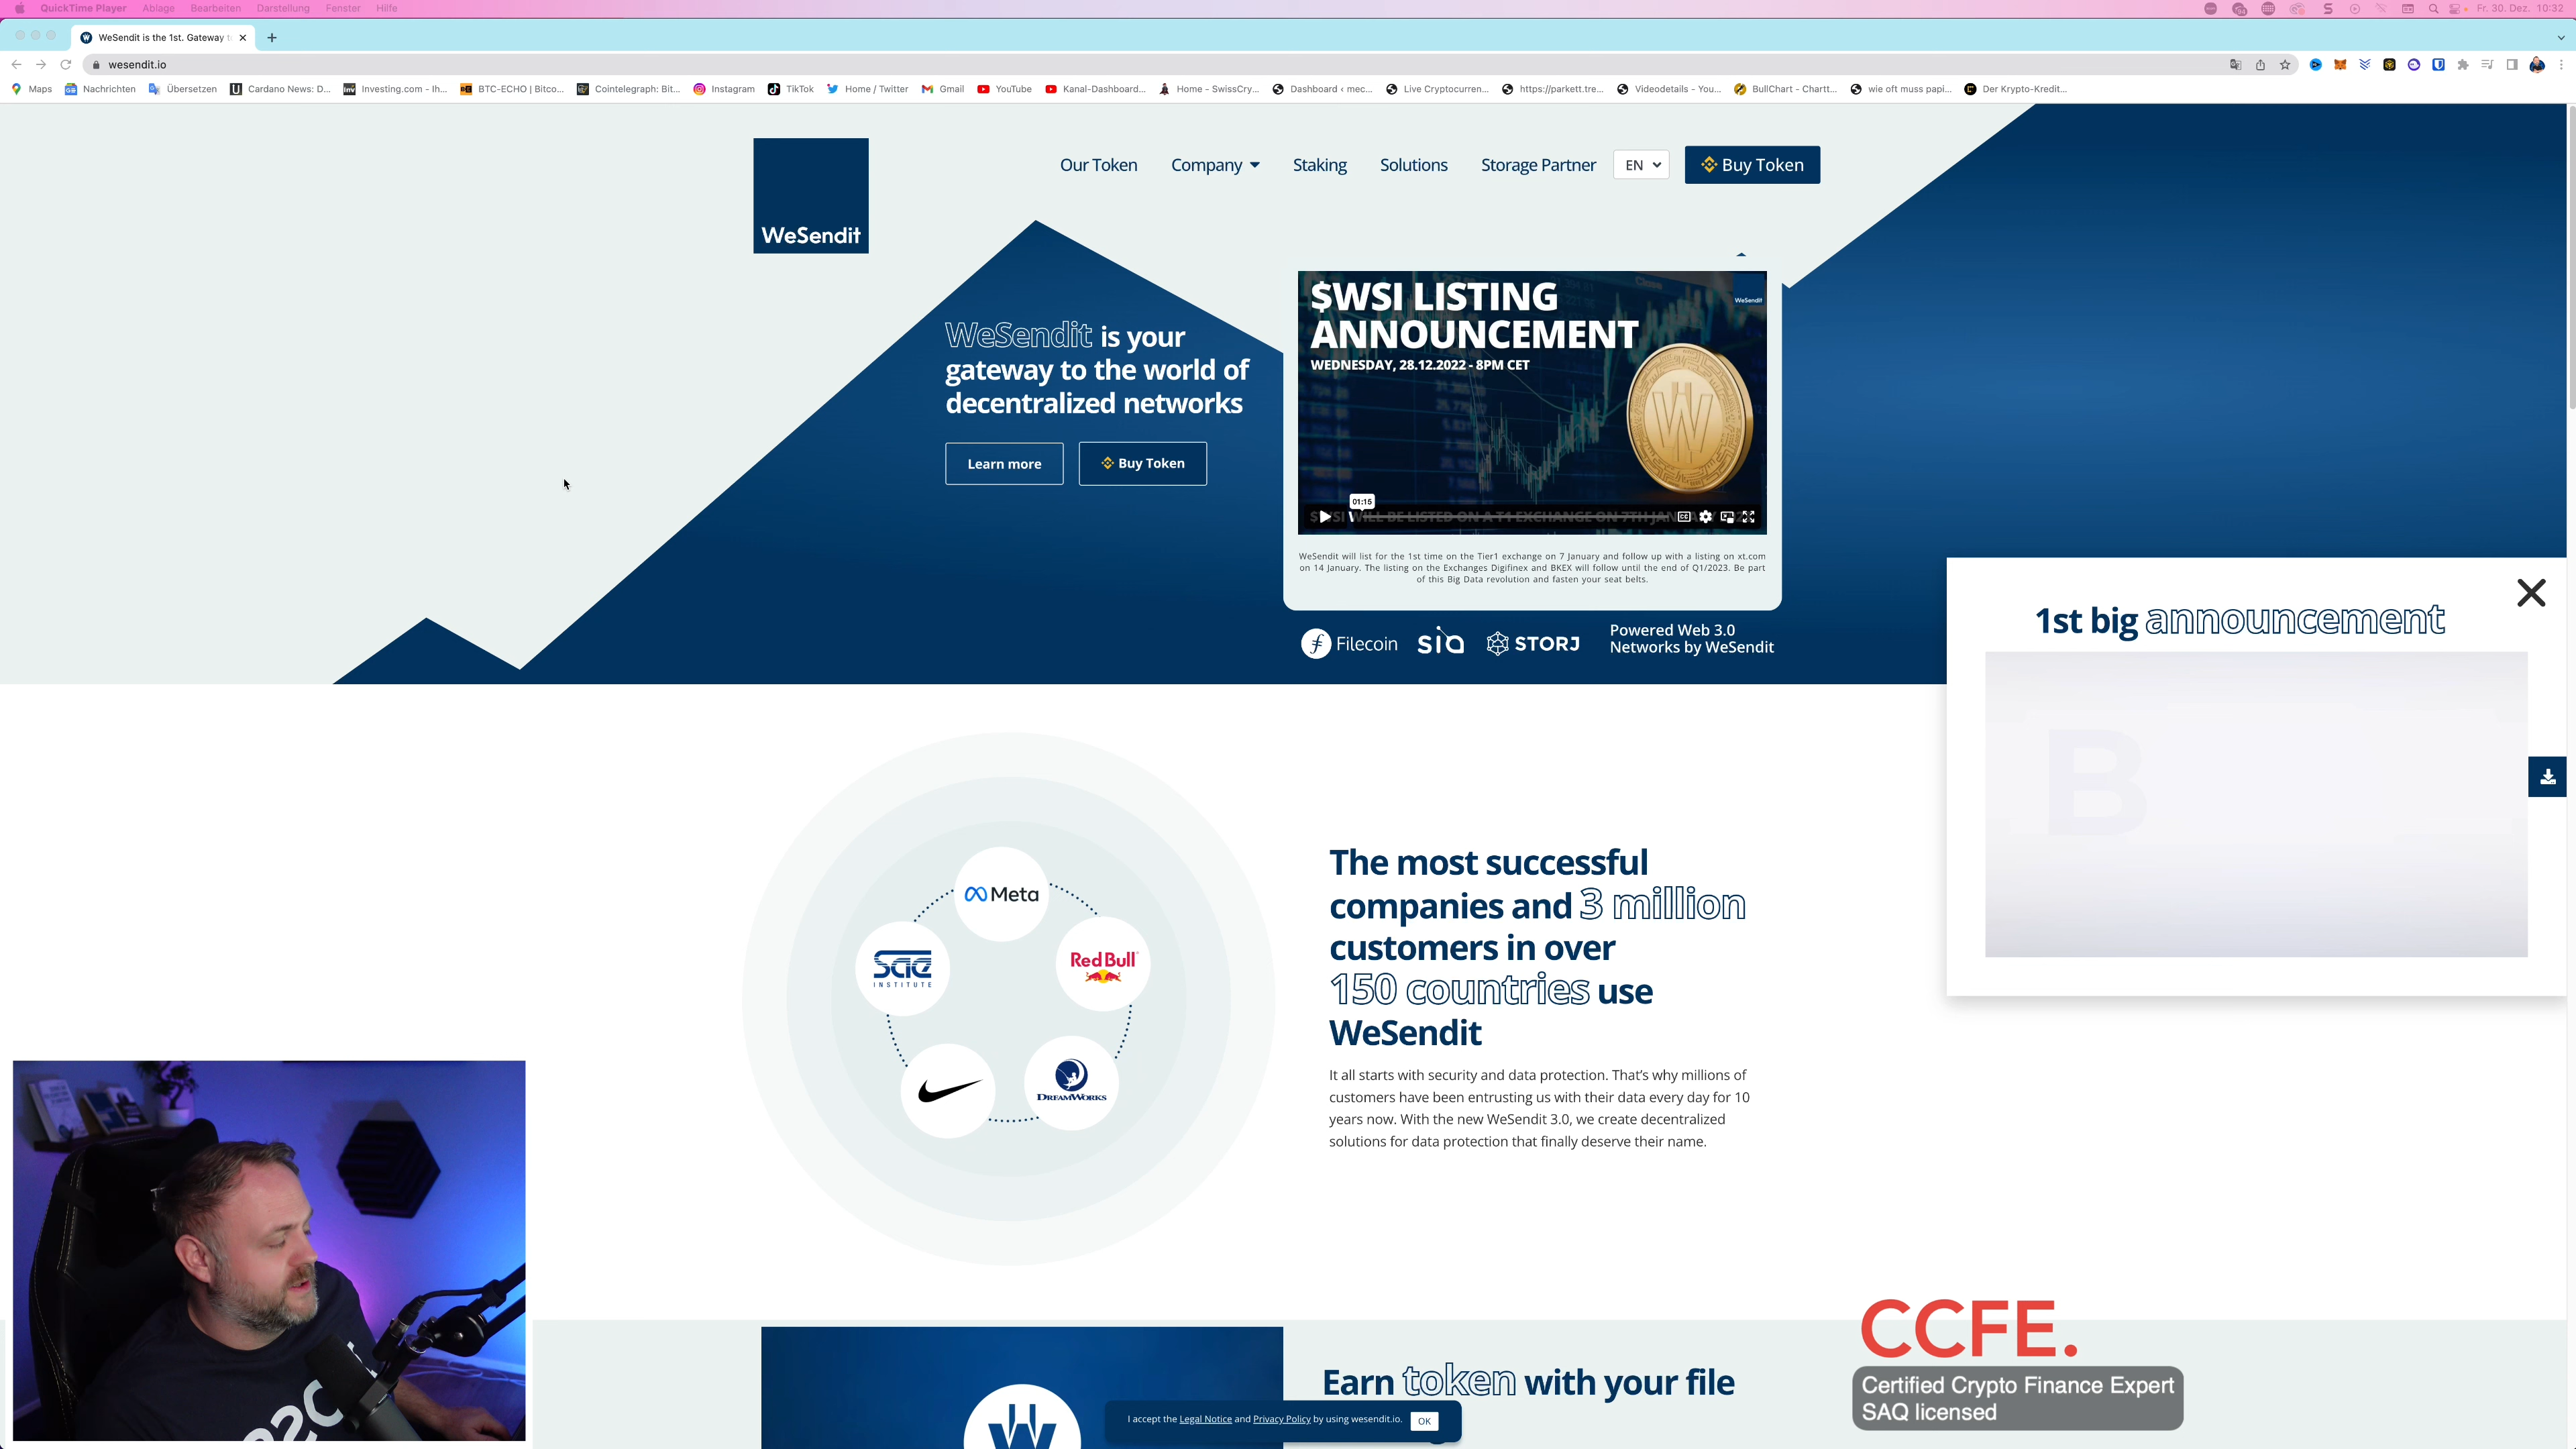 QuickTime Player Ablage Bearbeiten Darstellung Fenster Hilfe
Fr. 30. Dez. 10:32
WeSendit is the 1st. Gateway
wesendit.io
Maps Nachrichten Übersetzen Cardano News: D... Investing.com - Ih... BTC-ECHO | Bitco... Cointelegraph: Bit... Instagram TikTok Home / Twitter Gmail YouTube Kanal-Dashboard... Home - SwissCry... Dashboard ‹ mec... Live Cryptocurren... https://parkett.tre... Videodetails - You... BullChart - Chartt... wie oft muss papi... Der Krypto-Kredit...
WeSendit
Our Token Company Staking Solutions Storage Partner EN Buy Token
WeSendit is your
gateway to the world of
decentralized networks
Learn more Buy Token
$WSI LISTING
ANNOUNCEMENT
WEDNESDAY, 28.12.2022 - 8PM CET
WeSendit
01:15
$WSI WILL BE LISTED ON A T1 EXCHANGE ON 7TH
WeSendit will list for the 1st time on the Tier1 exchange on 7 January and follow up with a listing on xt.com
on 14 January. The listing on the Exchanges Digifinex and BKEX will follow until the end of Q1/2023. Be part
of this Big Data revolution and fasten your seat belts.
Filecoin sia STORJ
Powered Web 3.0
Networks by WeSendit
1st big announcement
B
Meta
SAE
INSTITUTE
Red Bull
DREAMWORKS
The most successful
companies and 3 million
customers in over
150 countries use
WeSendit
It all starts with security and data protection. That's why millions of
customers have been entrusting us with their data every day for 10
years now. With the new WeSendit 3.0, we create decentralized
solutions for data protection that finally deserve their name.
Earn token with your file
I accept the Legal Notice and Privacy Policy by using wesendit.io. OK
CCFE.
Certified Crypto Finance Expert
SAQ licensed